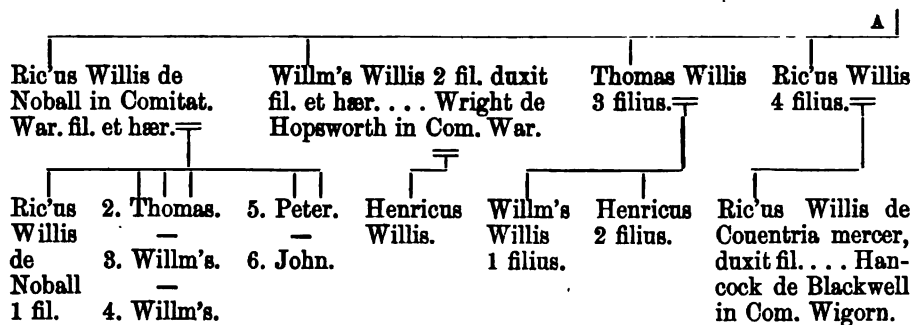 A
Ric'us Willis de
Noball in Comitat.
War. fil. et hær.
Willm's Willis 2 fil. duxit
fil. et hær. . . . Wright de
Hopsworth in Com. War.
Thomas Willis
3 filius.
Ric'us Willis
4 filius.
Ric'us
Willis
de
Noball
1 fil.
2. Thomas.
—
3. Willm's.
—
4. Willm's.
5. Peter.
—
6. John.
Henricus
Willis.
Willm's
Willis
1 filius.
Henricus
2 filius.
Ric'us Willis de
Couentria mercer,
duxit fil. . . . Han-
cock de Blackwell
in Com. Wigorn.